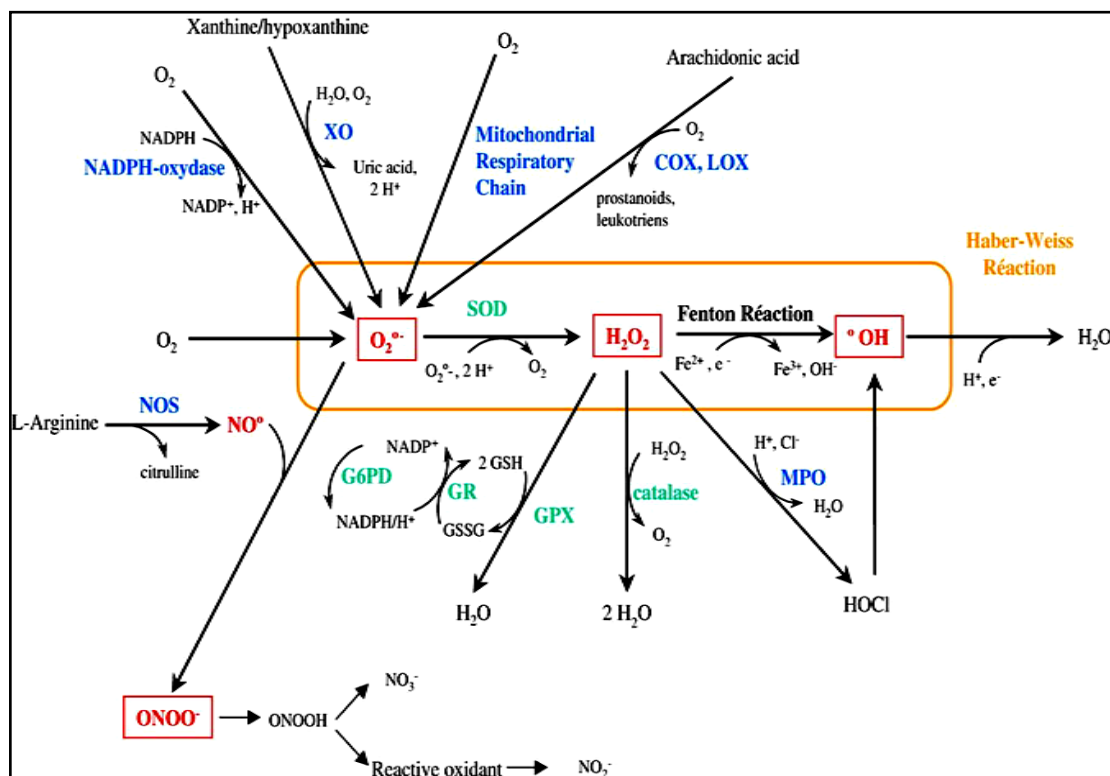 Xanthine/hypoxanthine
O₂
Arachidonic acid
O₂
H₂O, O₂
XO
Uric acid,
2 H⁺
NADPH
NADPH-oxydase
NADP⁺, H⁺
Mitochondrial
Respiratory
Chain
O₂
COX, LOX
prostanoids,
leukotriens
Haber-Weiss
Réaction
O₂
O₂°⁻
SOD
O₂°⁻, 2 H⁺
O₂
H₂O₂
Fenton Réaction
Fe²⁺ , e⁻
Fe³⁺, OH⁻
° OH
H⁺, e⁻
H₂O
L-Arginine
NOS
citrulline
NO°
G6PD
NADP⁺
NADPH/H⁺
GR
2 GSH
GSSG
GPX
H₂O
H₂O₂
catalase
O₂
2 H₂O
H⁺, Cl⁻
MPO
H₂O
HOCl
ONOO⁻
ONOOH
NO₃⁻
Reactive oxidant
NO₂⁻